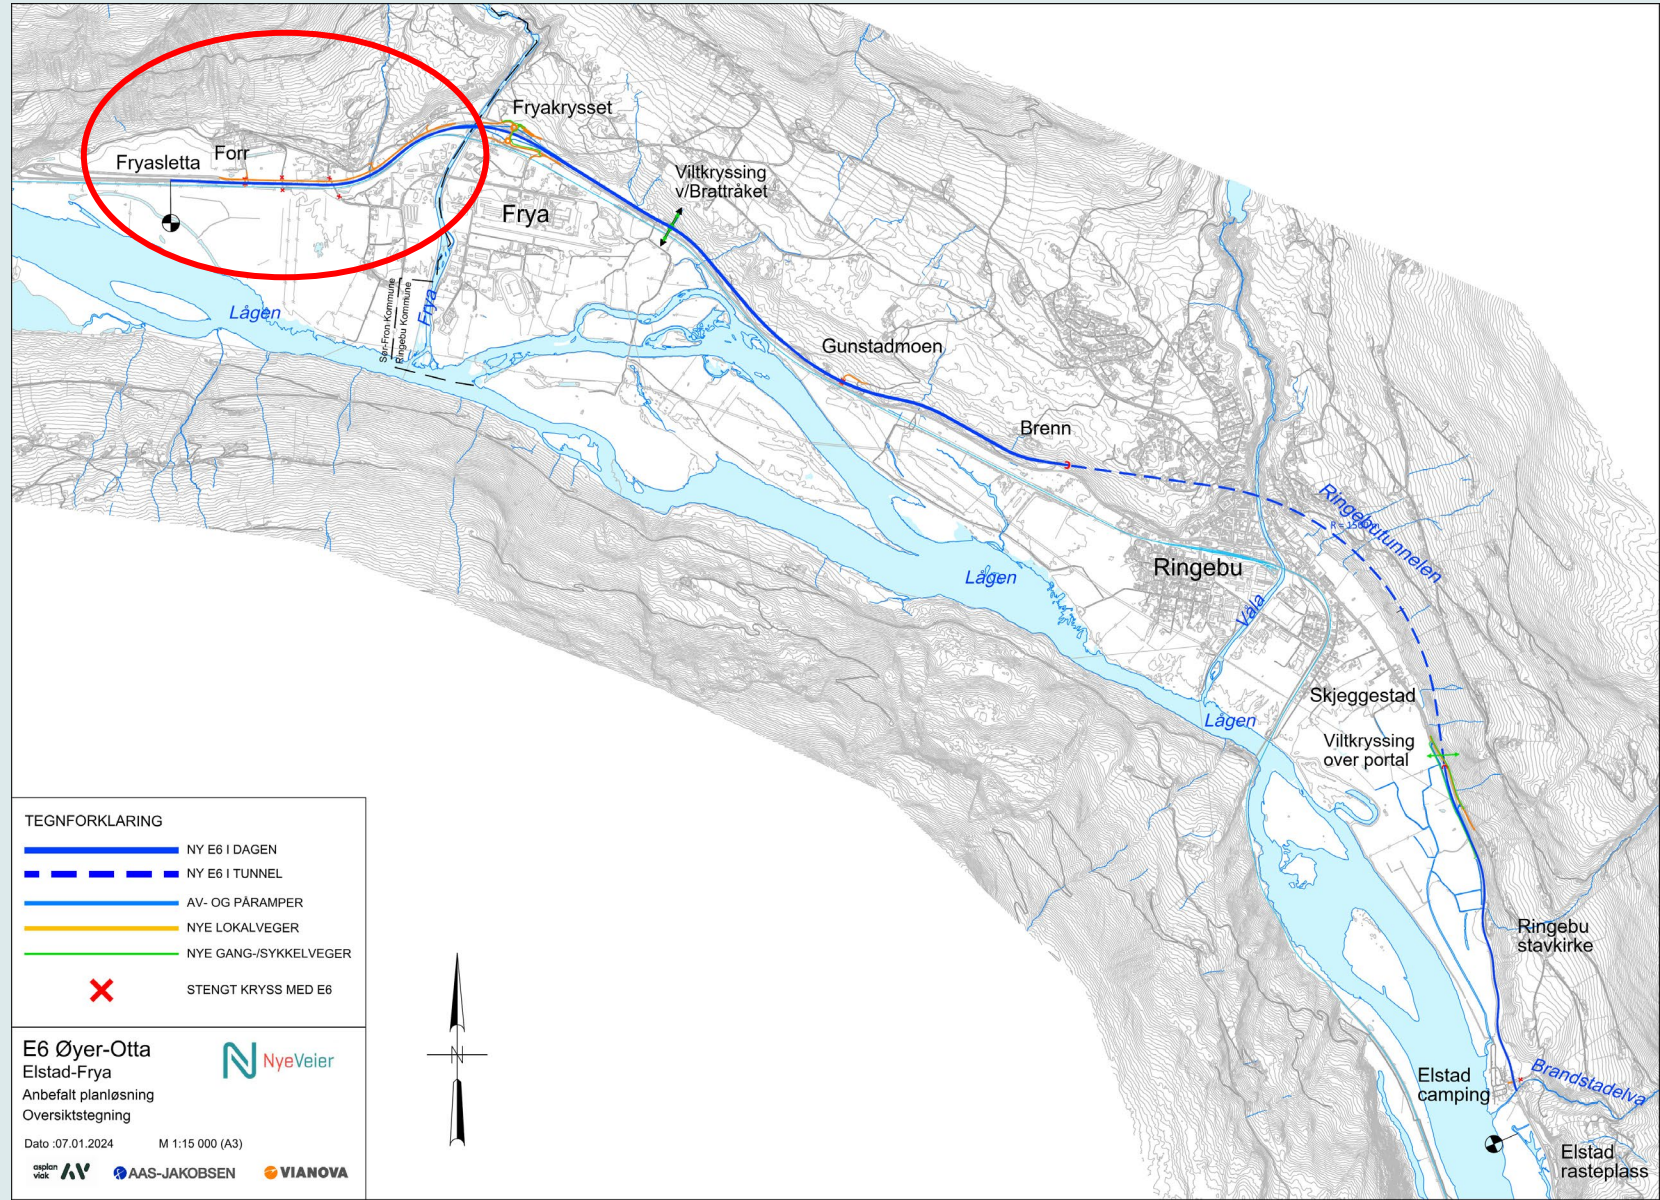 Fryakrysset
Forr
Fryasletta
Viltkryssing
v/Brattråket
Frya
Sør-Fron Kommune
Ringebu Kommune
Frya
Lågen
Gunstadmoen
Brenn
Ringebutunnelen
Ringebu
Lågen
Våla
Skjeggestad
Lågen
Viltkryssing
over portal
Ringebu
stavkirke
Elstad
camping
Brandstadelva
Elstad
rasteplass
TEGNFORKLARING
NY E6 I DAGEN
NY E6 I TUNNEL
AV- OG PÅRAMPER
NYE LOKALVEGER
NYE GANG-/SYKKELVEGER
STENGT KRYSS MED E6
E6 Øyer-Otta
Elstad-Frya
Anbefalt planløsning
Oversiktstegning
NyeVeier
Dato :07.01.2024 M 1:15 000 (A3)
asplan
viak
AAS-JAKOBSEN
VIANOVA
N